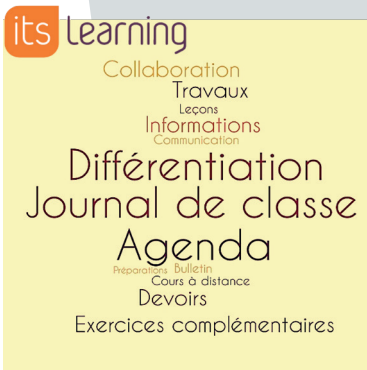 its learning
Collaboration
Travaux
Leçons
Informations
Communication
Différentiation
Journal de classe
Agenda
Préparations Bulletin
Cours à distance
Devoirs
Exercices complémentaires